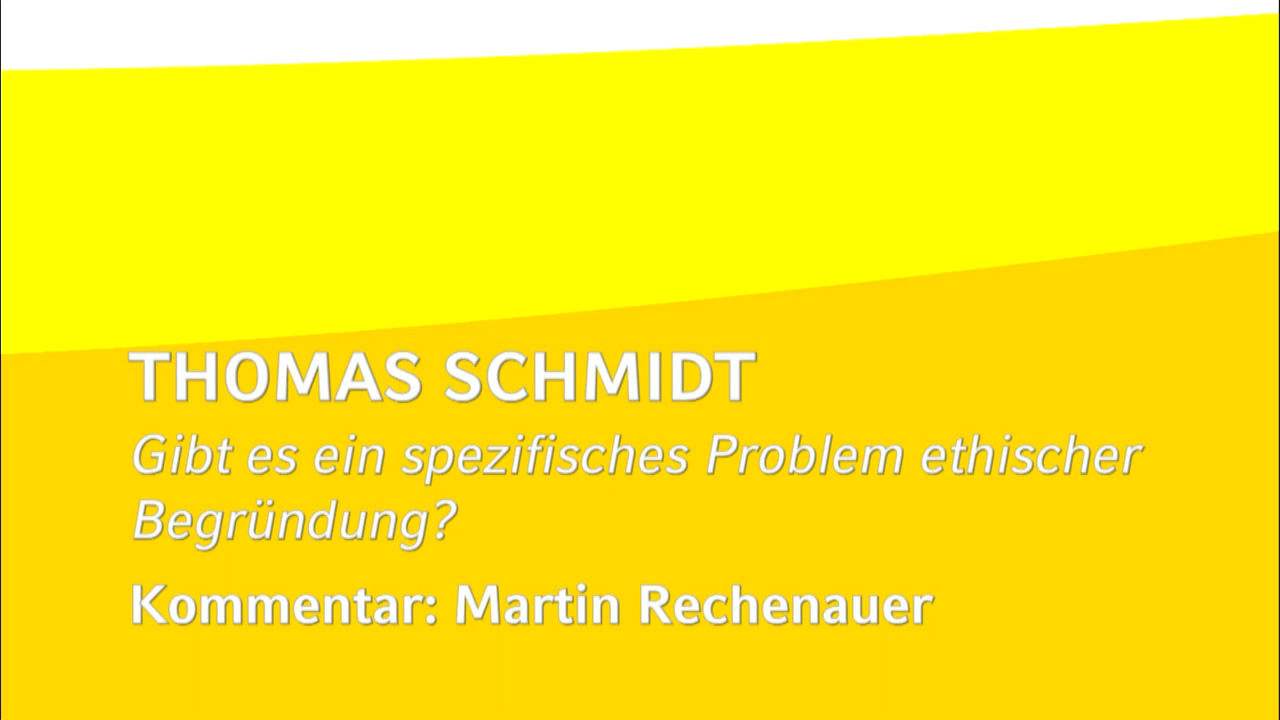 THOMAS SCHMIDT
Gibt es ein spezifisches Problem ethischer
Begründung?
Kommentar: Martin Rechenauer